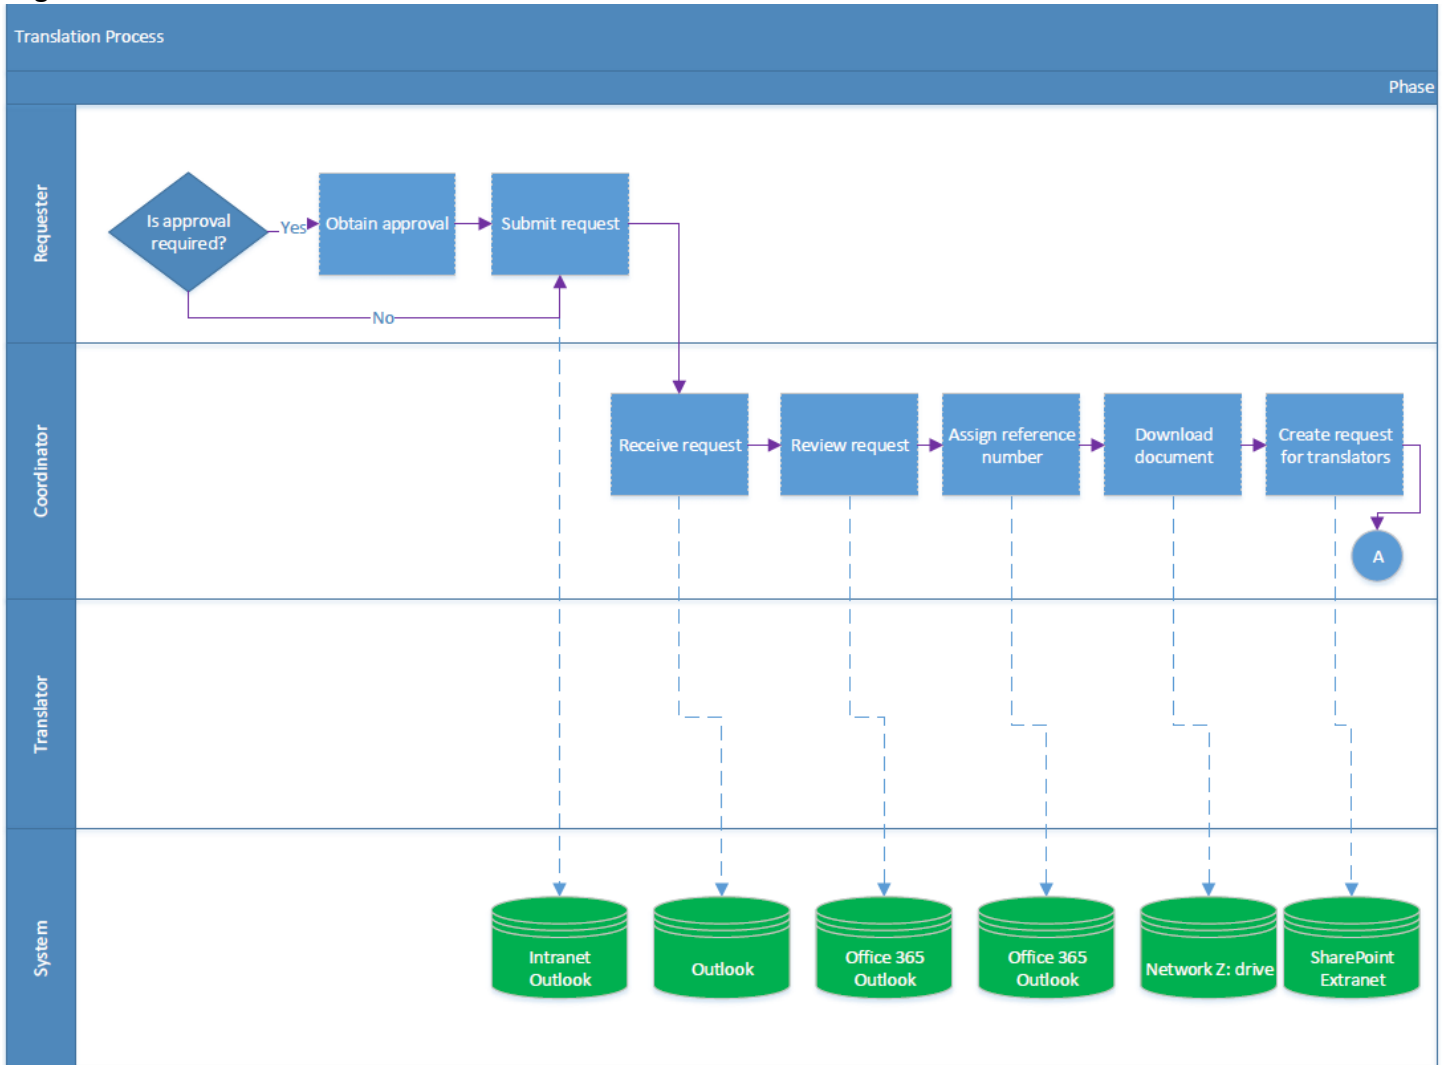 Translation Process
Phase
Requester
Is approval
required?
Yes
Obtain approval
Submit request
No
Coordinator
Receive request
Review request
Assign reference
number
Download
document
Create request
for translators
A
Translator
System
Intranet
Outlook
Outlook
Office 365
Outlook
Office 365
Outlook
Network Z: drive
SharePoint
Extranet